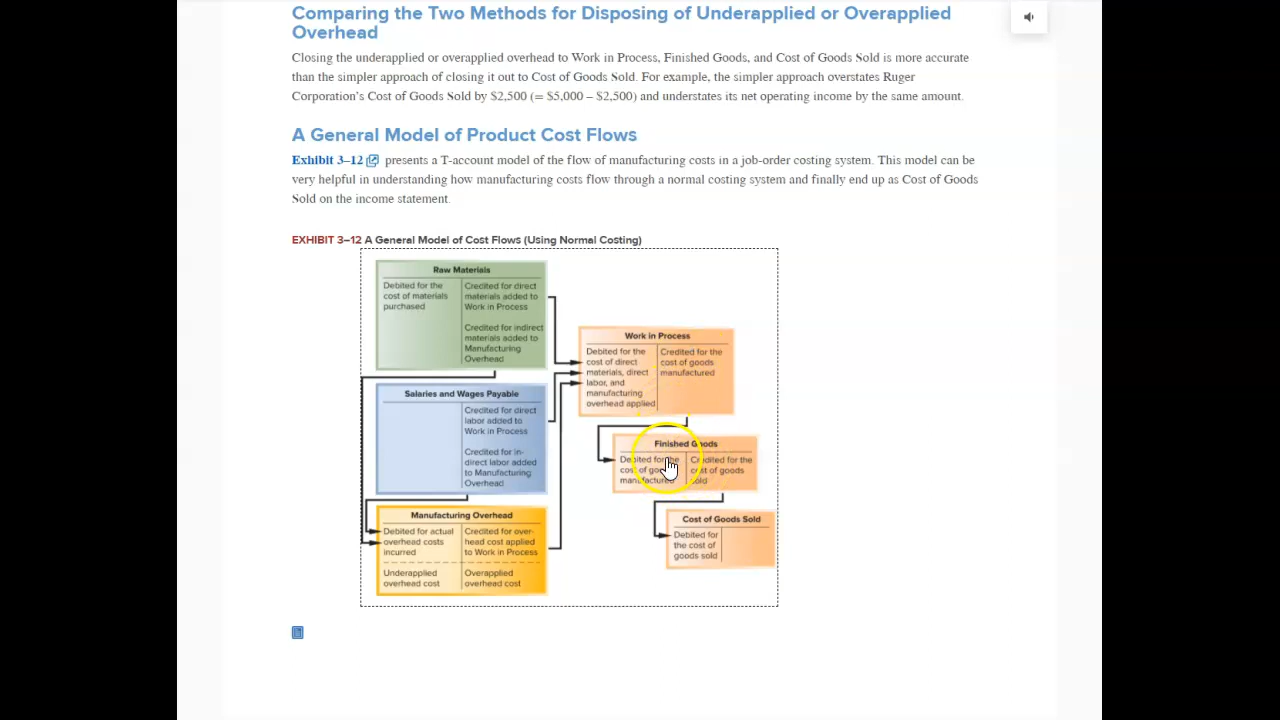 Comparing the Two Methods for Disposing of Underapplied or Overapplied
Overhead
Closing the underapplied or overapplied overhead to Work in Process, Finished Goods, and Cost of Goods Sold is more accurate
than the simpler approach of closing it out to Cost of Goods Sold. For example, the simpler approach overstates Ruger
Corporation's Cost of Goods Sold by $2,500 (= $5,000 – $2,500) and understates its net operating income by the same amount.
A General Model of Product Cost Flows
Exhibit 3–12 presents a T-account model of the flow of manufacturing costs in a job-order costing system. This model can be
very helpful in understanding how manufacturing costs flow through a normal costing system and finally end up as Cost of Goods
Sold on the income statement.
EXHIBIT 3–12 A General Model of Cost Flows (Using Normal Costing)
Raw Materials
Debited for the
cost of materials
purchased
Credited for direct
materials added to
Work in Process
Credited for indirect
materials added to
Manufacturing
Overhead
Salaries and Wages Payable
Credited for direct
labor added to
Work in Process
Credited for in-
direct labor added
to Manufacturing
Overhead
Manufacturing Overhead
Debited for actual
overhead costs
incurred
Credited for over-
head cost applied
to Work in Process
Underapplied
overhead cost
Overapplied
overhead cost
Work in Process
Debited for the
cost of direct
materials, direct
labor, and
manufacturing
overhead applied
Credited for the
cost of goods
manufactured
Finished Goods
Debited for the
cost of goods
manufactured
Credited for the
cost of goods
sold
Cost of Goods Sold
Debited for
the cost of
goods sold